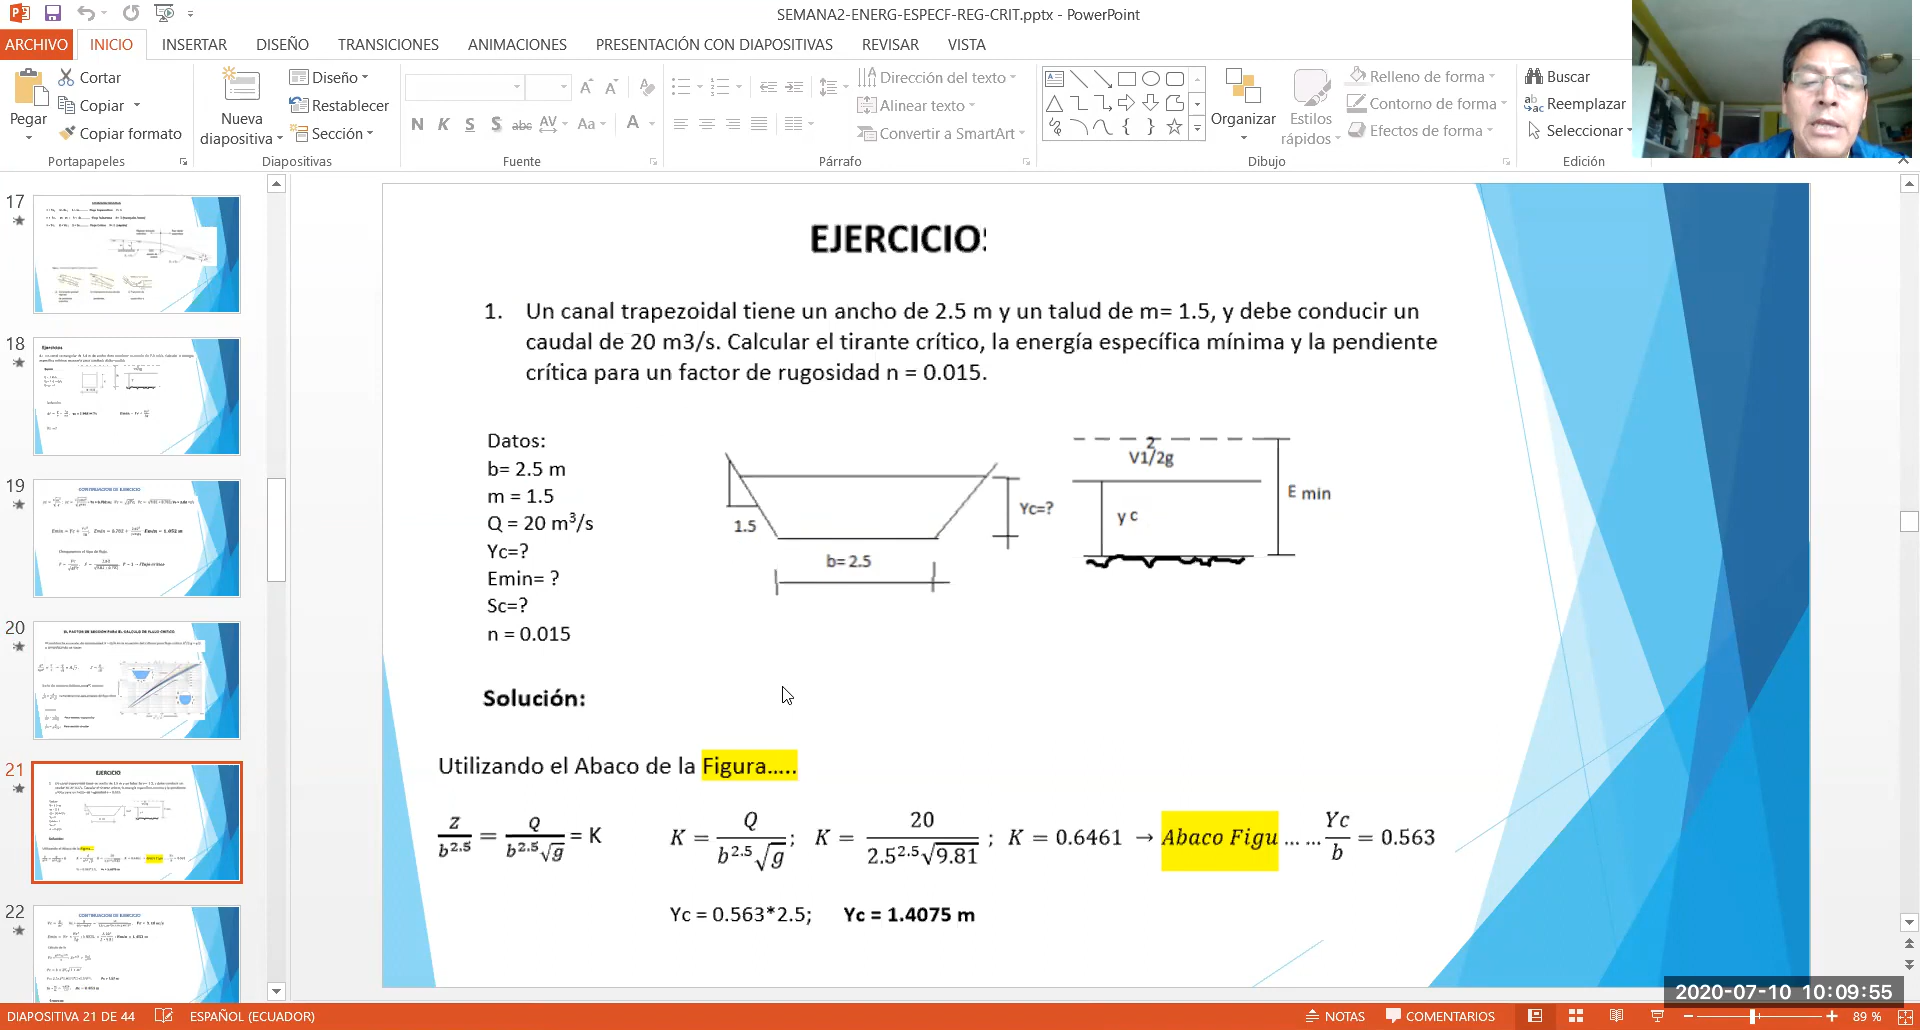 SEMANA2-ENERG-ESPECF-REG-CRIT.pptx - PowerPoint
ARCHIVO INICIO INSERTAR DISEÑO TRANSICIONES ANIMACIONES PRESENTACIÓN CON DIAPOSITIVAS REVISAR VISTA
Pegar
Cortar
Copiar
Copiar formato
Portapapeles
Nueva diapositiva
Diseño
Restablecer
Sección
Diapositivas
N K S S abc AV Aa A
Fuente
Dirección del texto
Alinear texto
Convertir a SmartArt
Párrafo
Organizar
Estilos rápidos
Relleno de forma
Contorno de forma
Efectos de forma
Dibujo
Buscar
Reemplazar
Seleccionar
Edición
17
18
19
20
21
22
EJERCICIO:
1. Un canal trapezoidal tiene un ancho de 2.5 m y un talud de m= 1.5, y debe conducir un
caudal de 20 m3/s. Calcular el tirante crítico, la energía específica mínima y la pendiente
crítica para un factor de rugosidad n = 0.015.
Datos:
b= 2.5 m
m = 1.5
Q = 20 m³/s
Yc=?
Emin= ?
Sc=?
n = 0.015
1.5
b= 2.5
Yc=?
2
V1/2g
y c
E min
Solución:
Utilizando el Abaco de la Figura.....
Z/b^2.5 = Q/(b^2.5 √g) = K K = Q/(b^2.5 √g); K = 20/(2.5^2.5 √9.81) ; K = 0.6461 → Abaco Figu ... ... Yc/b = 0.563
Yc = 0.563*2.5; Yc = 1.4075 m
2020-07-10 10:09:55
DIAPOSITIVA 21 DE 44 ESPAÑOL (ECUADOR) NOTAS COMENTARIOS 89 %